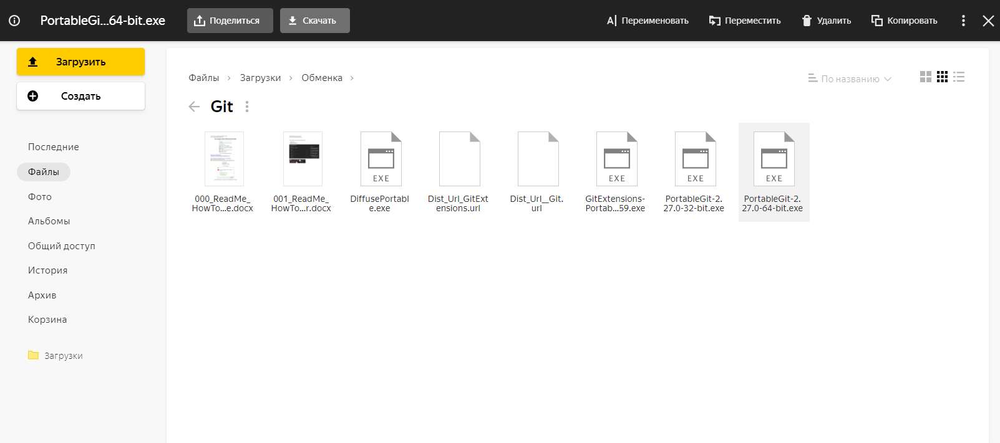 PortableGi...64-bit.exe
Поделиться
Скачать
Переименовать
Переместить
Удалить
Копировать
Загрузить
Создать
Последние
Файлы
Фото
Альбомы
Общий доступ
История
Архив
Корзина
Загрузки
Файлы > Загрузки > Обменка >
По названию
Git
000_ReadMe_
HowTo...e.docx
001_ReadMe_
HowTo...r.docx
EXE
DiffusePortabl
e.exe
Dist_Url_GitExt
ensions.url
Dist_Url__Git.
url
EXE
GitExtensions-
Portab...59.exe
EXE
PortableGit-2.
27.0-32-bit.exe
EXE
PortableGit-2.
27.0-64-bit.exe